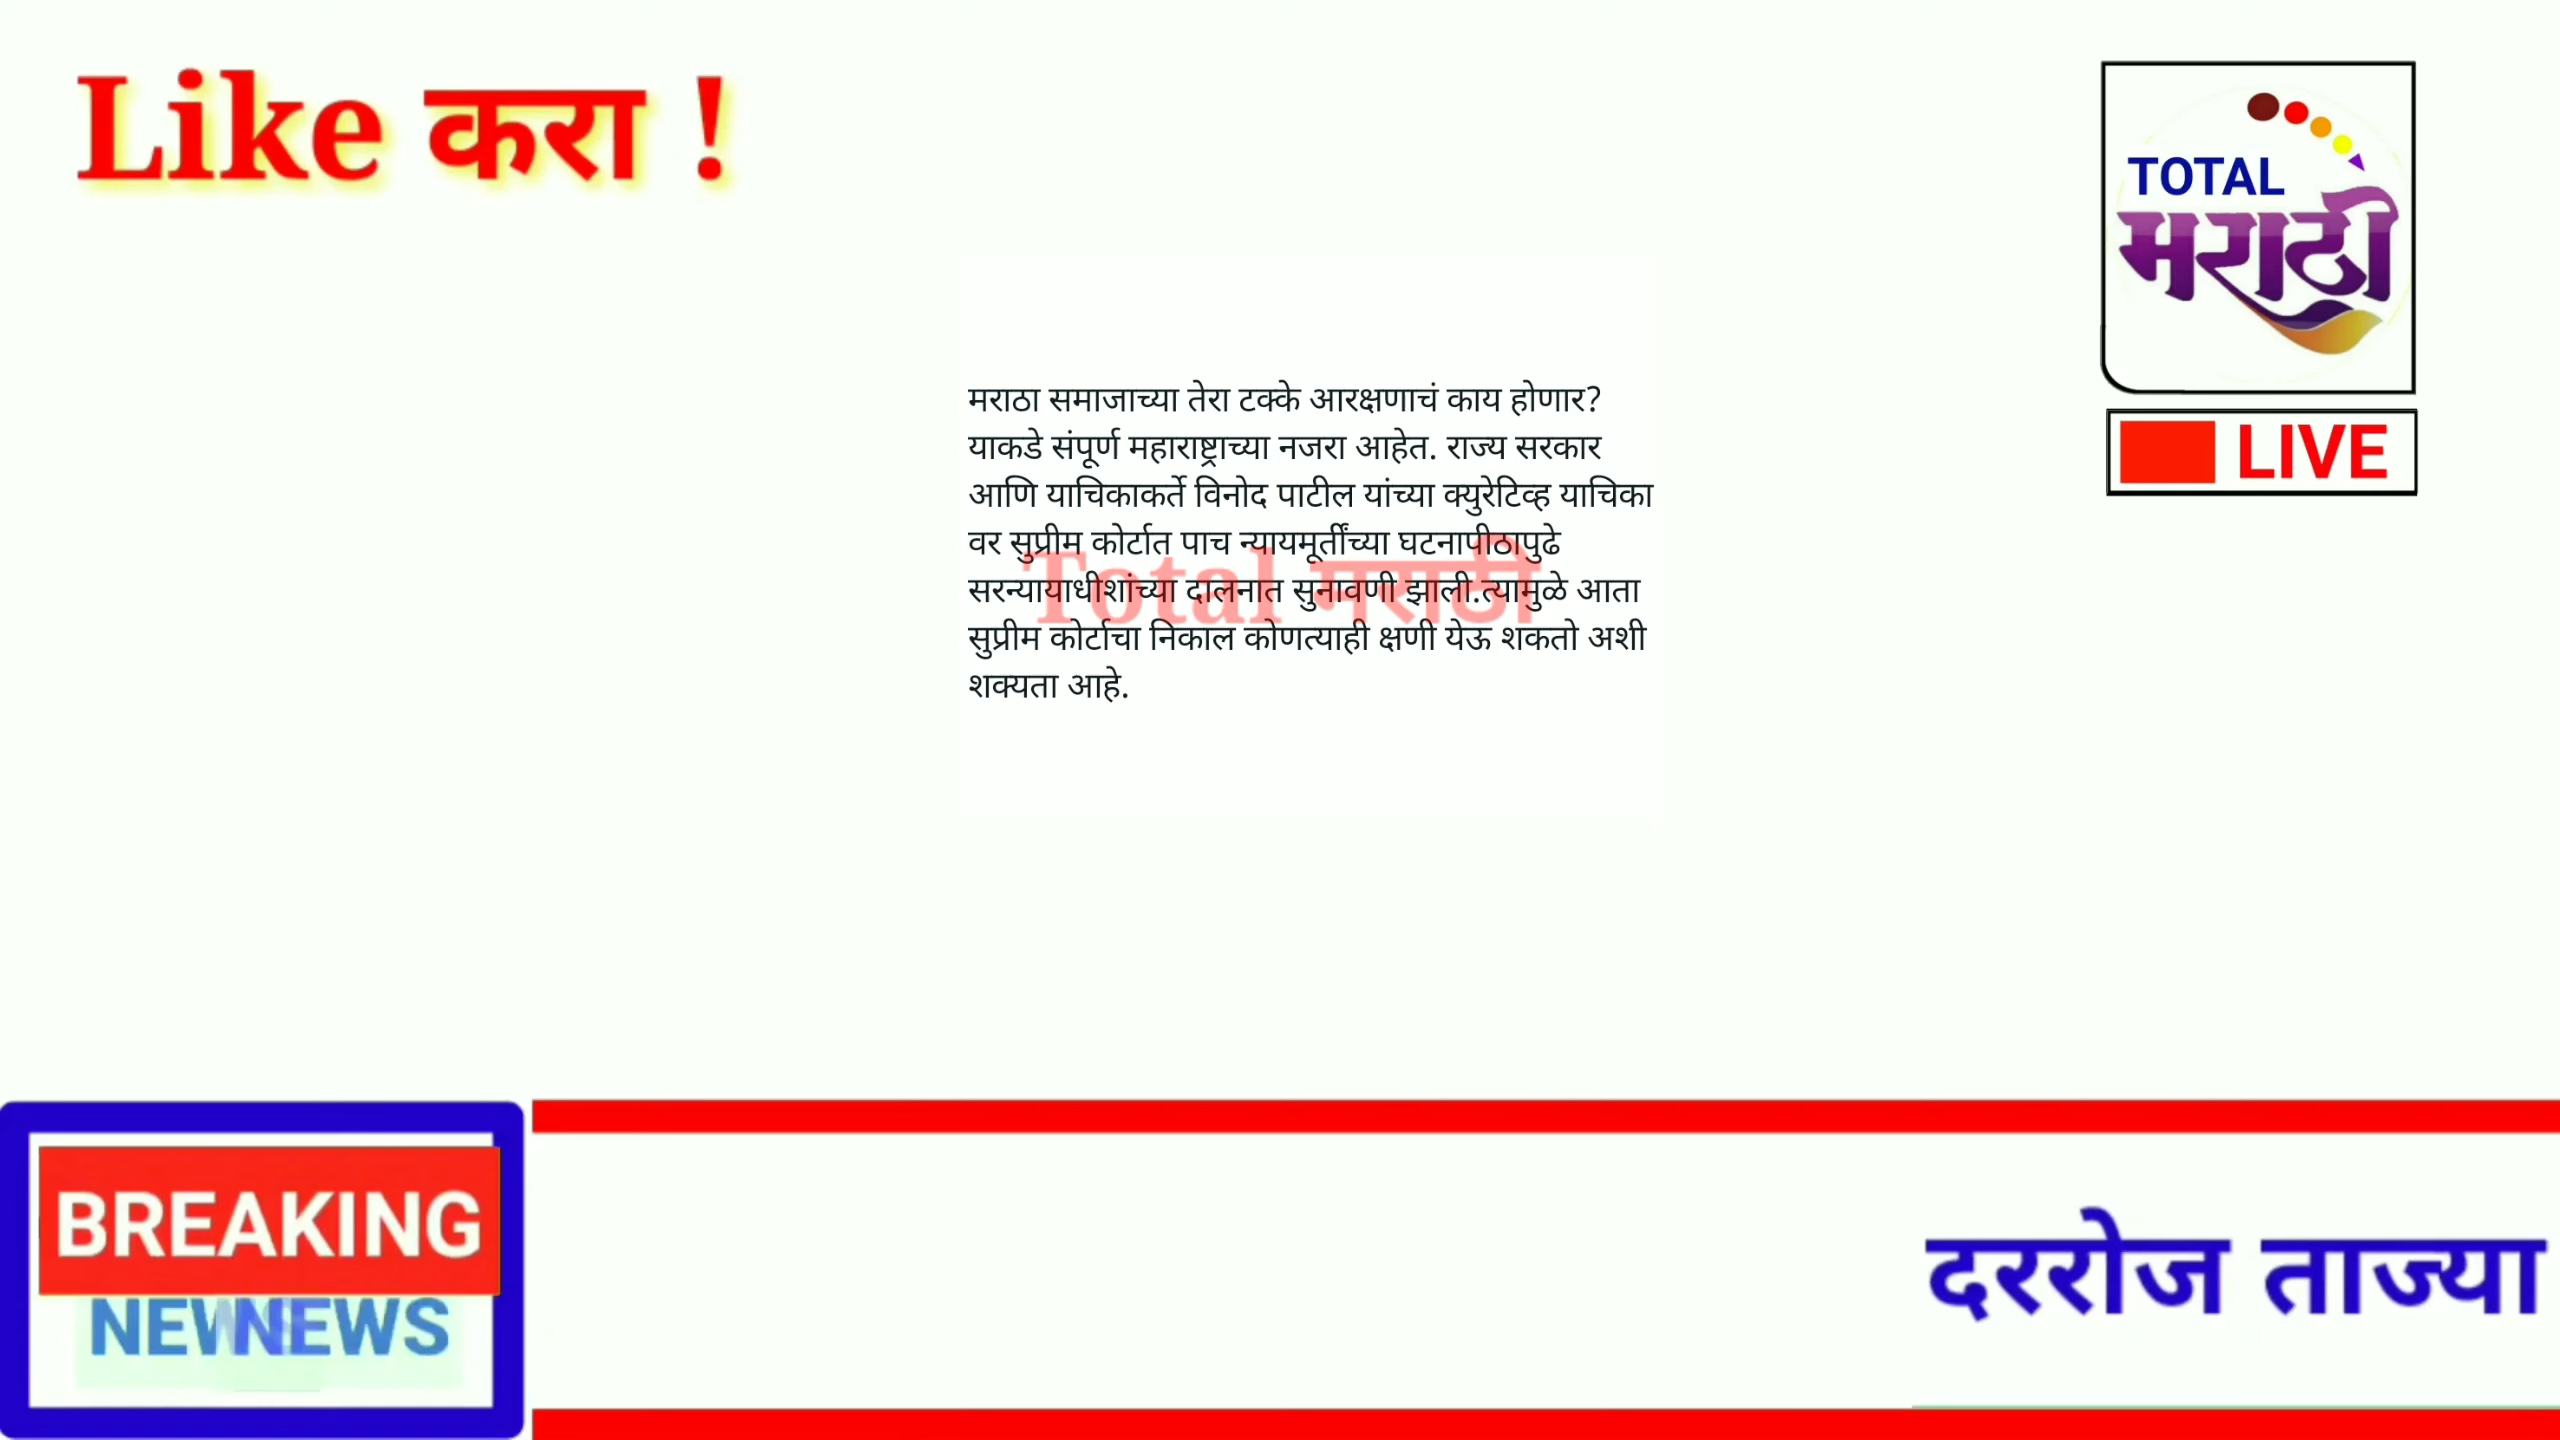 Like करा !
TOTAL
मराठी
LIVE
मराठा समाजाच्या तेरा टक्के आरक्षणाचं काय होणार?
याकडे संपूर्ण महाराष्ट्राच्या नजरा आहेत. राज्य सरकार
आणि याचिकाकर्ते विनोद पाटील यांच्या क्युरेटिव्ह याचिका
वर सुप्रीम कोर्टात पाच न्यायमूर्तींच्या घटनापीठापुढे
सरन्यायाधीशांच्या दालनात सुनावणी झाली.त्यामुळे आता
सुप्रीम कोर्टाचा निकाल कोणत्याही क्षणी येऊ शकतो अशी
शक्यता आहे.
Total मराठी
BREAKING
NEWS
दररोज ताज्या